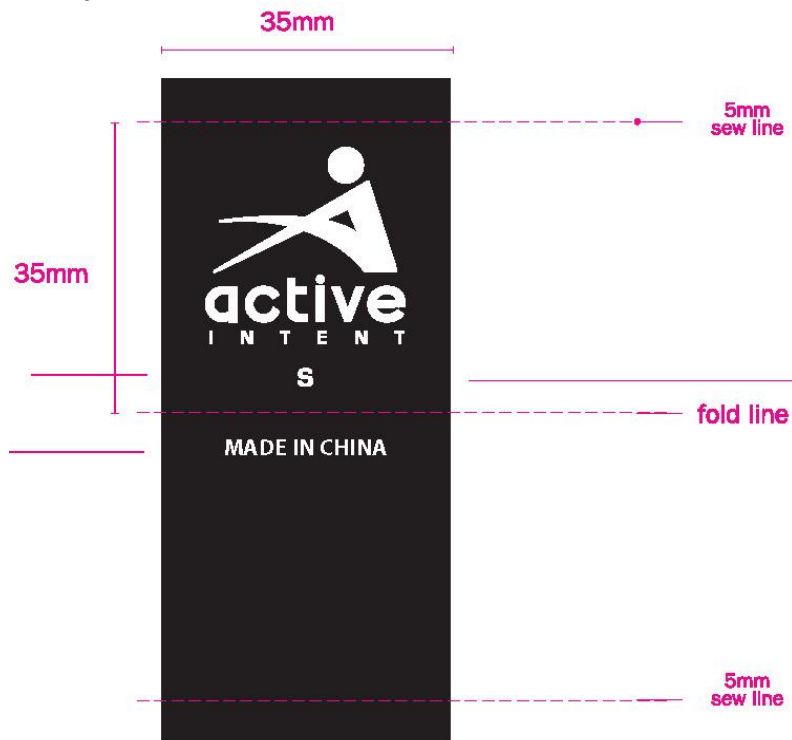 35mm
5mm
sew line
35mm
active
INTENT
S
fold line
MADE IN CHINA
5mm
sew line